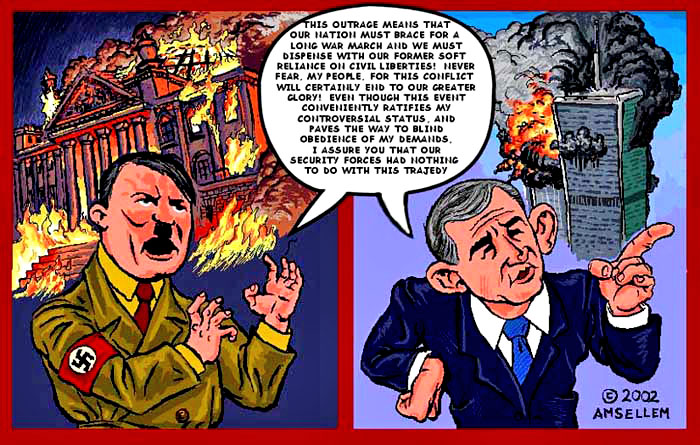 THIS OUTRAGE MEANS THAT
OUR NATION MUST BRACE FOR A
LONG WAR MARCH AND WE MUST
DISPENSE WITH OUR FORMER SOFT
RELIANCE ON CIVIL LIBERTIES! NEVER
FEAR, MY PEOPLE, FOR THIS CONFLICT
WILL CERTAINLY END TO OUR GREATER
GLORY! EVEN THOUGH THIS EVENT
CONVENIENTLY RATIFIES MY
CONTROVERSIAL STATUS, AND
PAVES THE WAY TO BLIND
OBEDIENCE OF MY DEMANDS,
I ASSURE YOU THAT OUR
SECURITY FORCES HAD NOTHING
TO DO WITH THIS TRAJEDY
© 2002
AMSELLEM